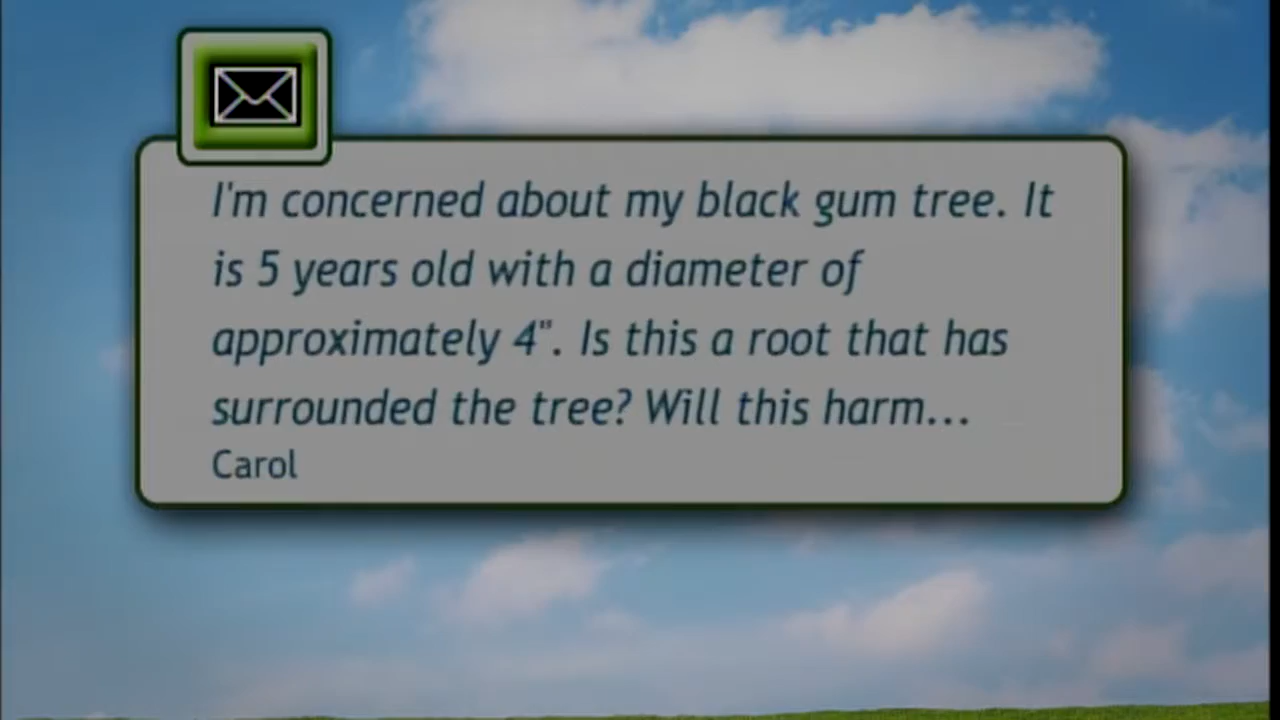 I'm concerned about my black gum tree. It
is 5 years old with a diameter of
approximately 4". Is this a root that has
surrounded the tree? Will this harm...
Carol